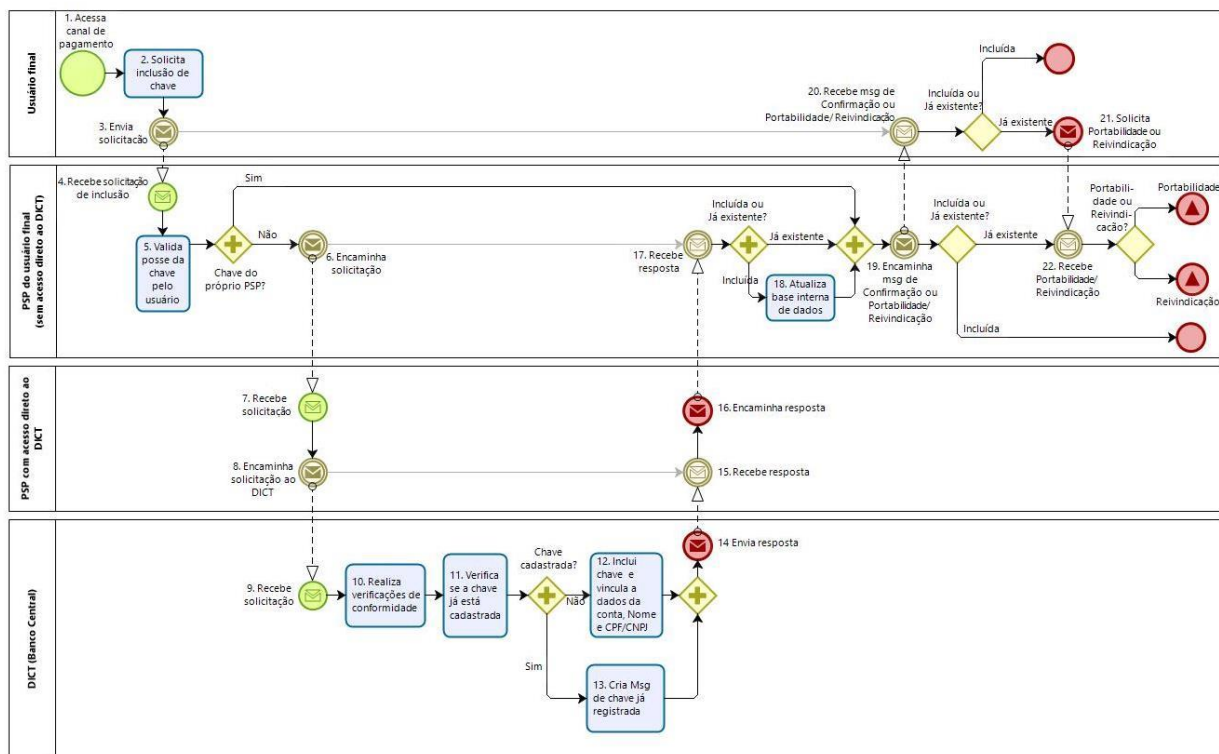 Usuário final
1. Acessa
canal de
pagamento
2. Solicita
inclusão de
chave
3. Envia
solicitacão
20. Recebe msg de
Confirmação ou
Portabilidade/ Reivindicação
Incluída ou
Já existente?
Incluída
Já existente
21. Solicita
Portabilidade ou
Reivindicação
PSP do usuário final
(sem acesso direto ao DICT)
4. Recebe solicitação
de inclusão
5. Valida
posse da
chave
pelo
usuário
Chave do
próprio PSP?
Sim
Não
6. Encaminha
solicitação
17. Recebe
resposta
Incluída ou
Já existente?
Já existente
Incluída
18. Atualiza
base interna
de dados
19. Encaminha
msg de
Confirmação ou
Portabilidade/
Reivindicação
Incluída ou
Já existente?
Já existente
Incluída
22. Recebe
Portabilidade/
Reivindicação
Portabili-
dade ou
Reivindi-
cação?
Portabilidade
Reivindicação
PSP com acesso direto ao
DICT
7. Recebe
solicitação
8. Encaminha
solicitação ao
DICT
15. Recebe resposta
16. Encaminha resposta
DICT (Banco Central)
9. Recebe
solicitação
10. Realiza
verificações de
conformidade
11. Verifica
se a chave
já está
cadastrada
Chave
cadastrada?
Não
Sim
12. Inclui
chave e
vincula a
dados da
conta, Nome
e CPF/CNPJ
13. Cria Msg
de chave já
registrada
14 Envia resposta